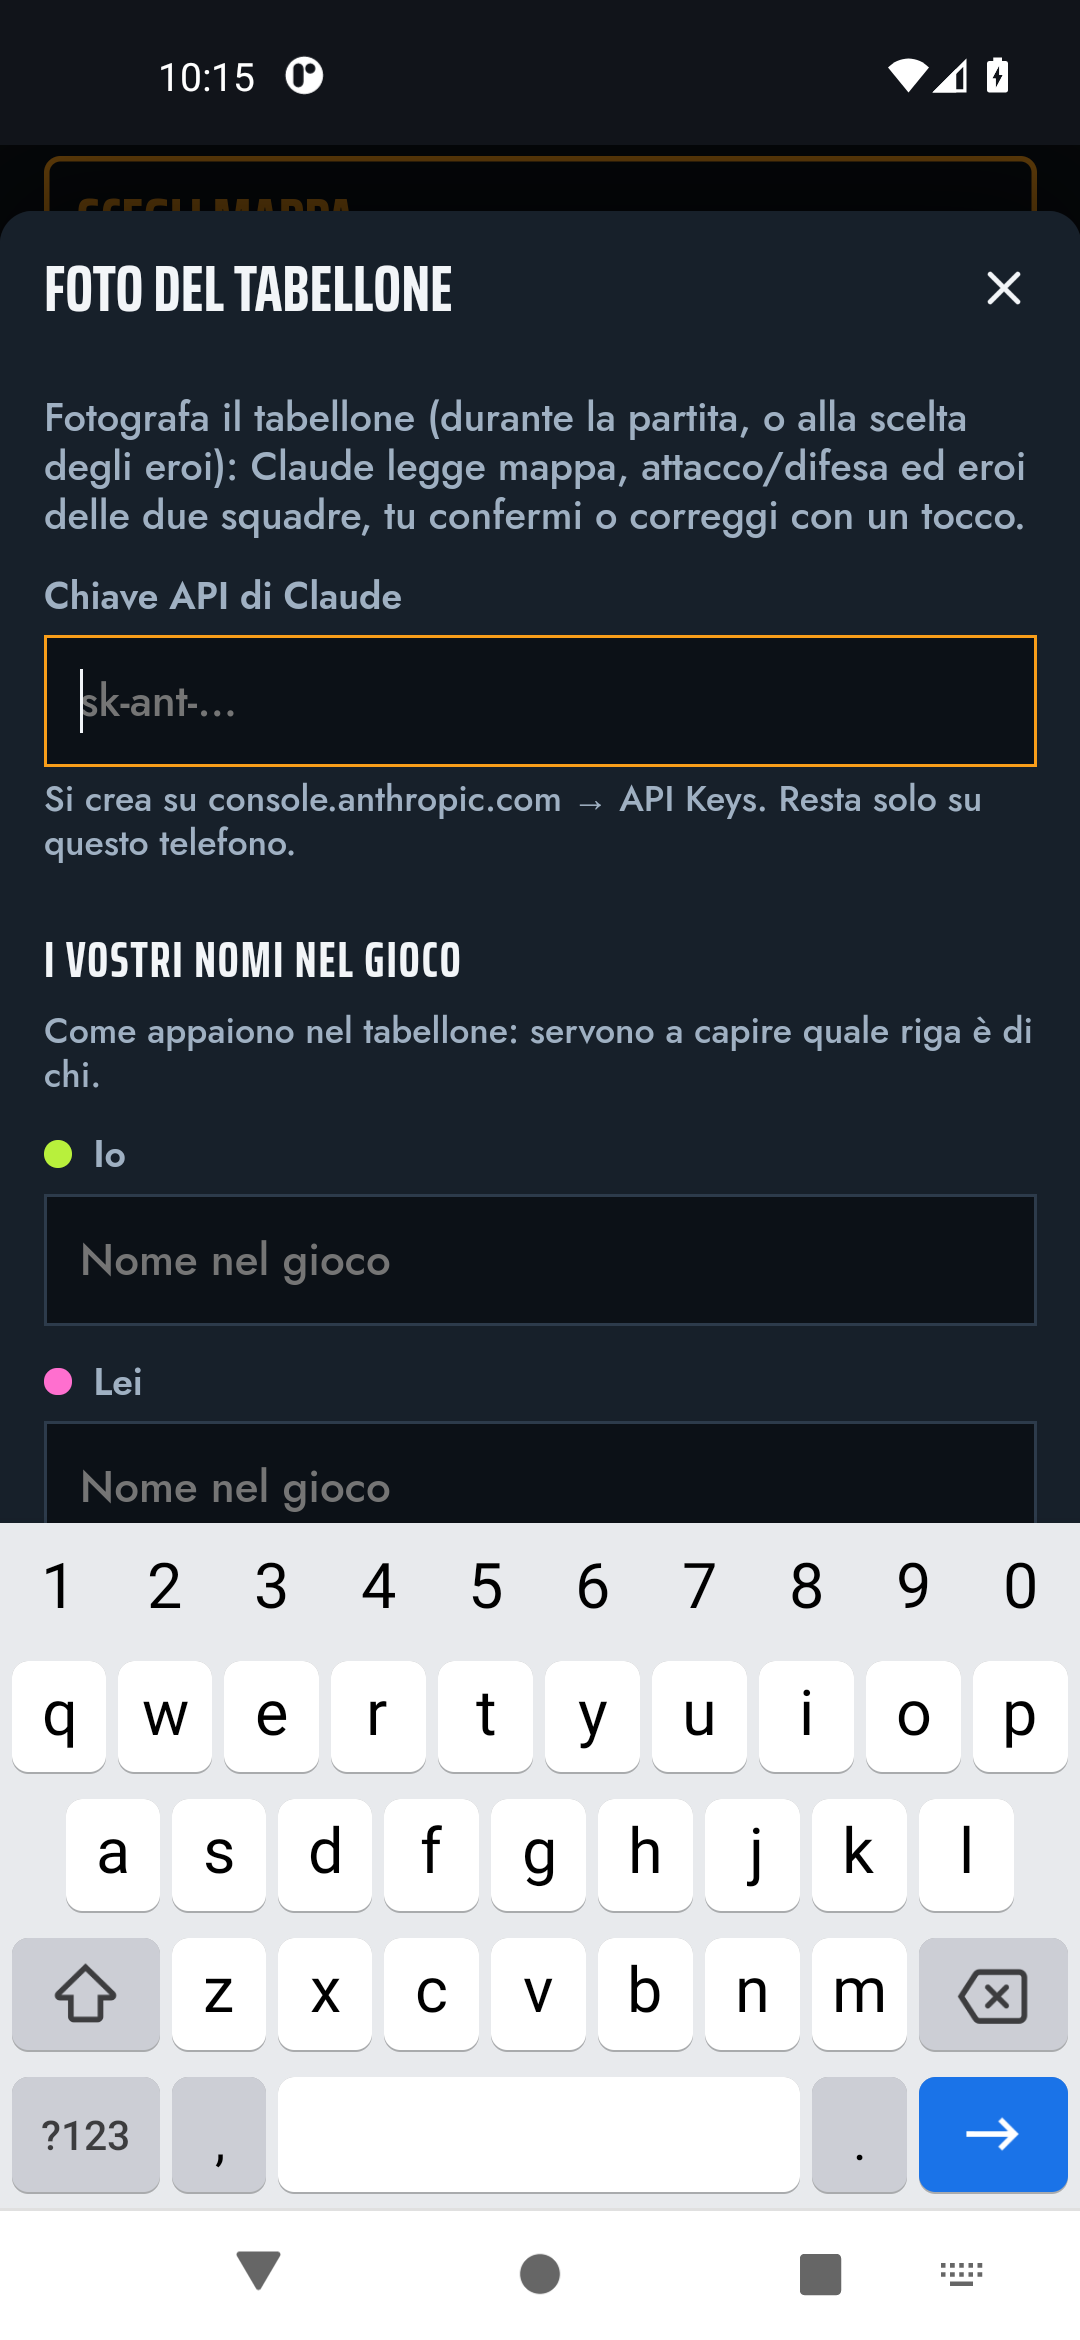 10:15
SCEGLI MAPPA
FOTO DEL TABELLONE
Fotografa il tabellone (durante la partita, o alla scelta
degli eroi): Claude legge mappa, attacco/difesa ed eroi
delle due squadre, tu confermi o correggi con un tocco.
Chiave API di Claude
sk-ant-...
Si crea su console.anthropic.com → API Keys. Resta solo su
questo telefono.
I VOSTRI NOMI NEL GIOCO
Come appaiono nel tabellone: servono a capire quale riga è di
chi.
Io
Nome nel gioco
Lei
Nome nel gioco
1 2 3 4 5 6 7 8 9 0
q w e r t y u i o p
a s d f g h j k l
z x c v b n m
?123 , .